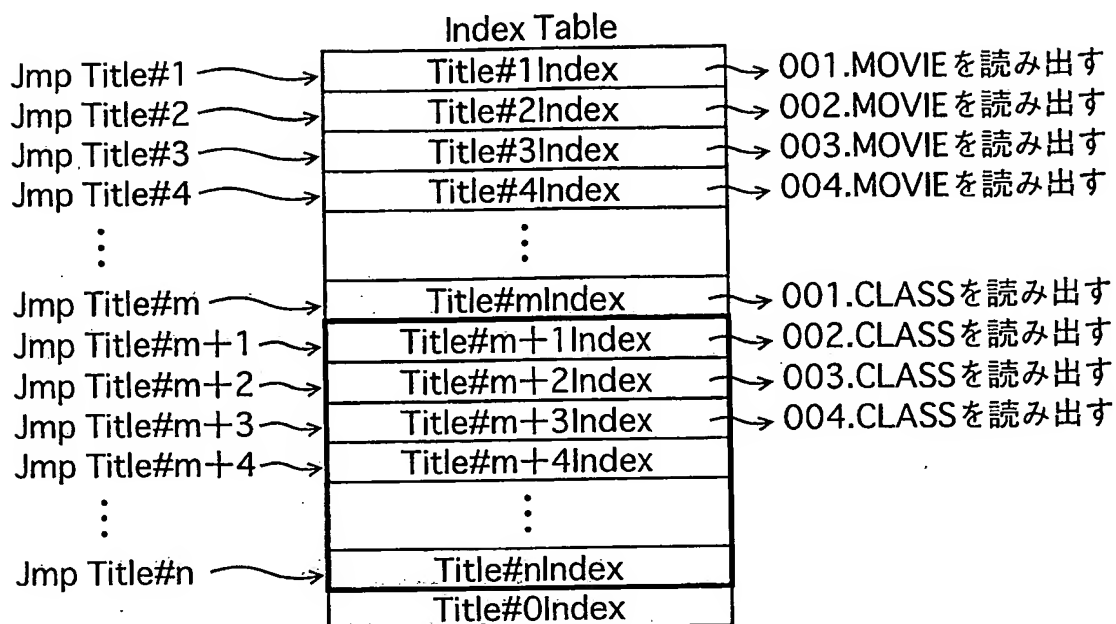 Index Table
Jmp Title#1 Title#1Index 001.MOVIEを読み出す
Jmp Title#2 Title#2Index 002.MOVIEを読み出す
Jmp Title#3 Title#3Index 003.MOVIEを読み出す
Jmp Title#4 Title#4Index 004.MOVIEを読み出す
Jmp Title#m Title#mIndex 001.CLASSを読み出す
Jmp Title#m+1 Title#m+1Index 002.CLASSを読み出す
Jmp Title#m+2 Title#m+2Index 003.CLASSを読み出す
Jmp Title#m+3 Title#m+3Index 004.CLASSを読み出す
Jmp Title#m+4 Title#m+4Index
Jmp Title#n Title#nIndex
Title#0Index